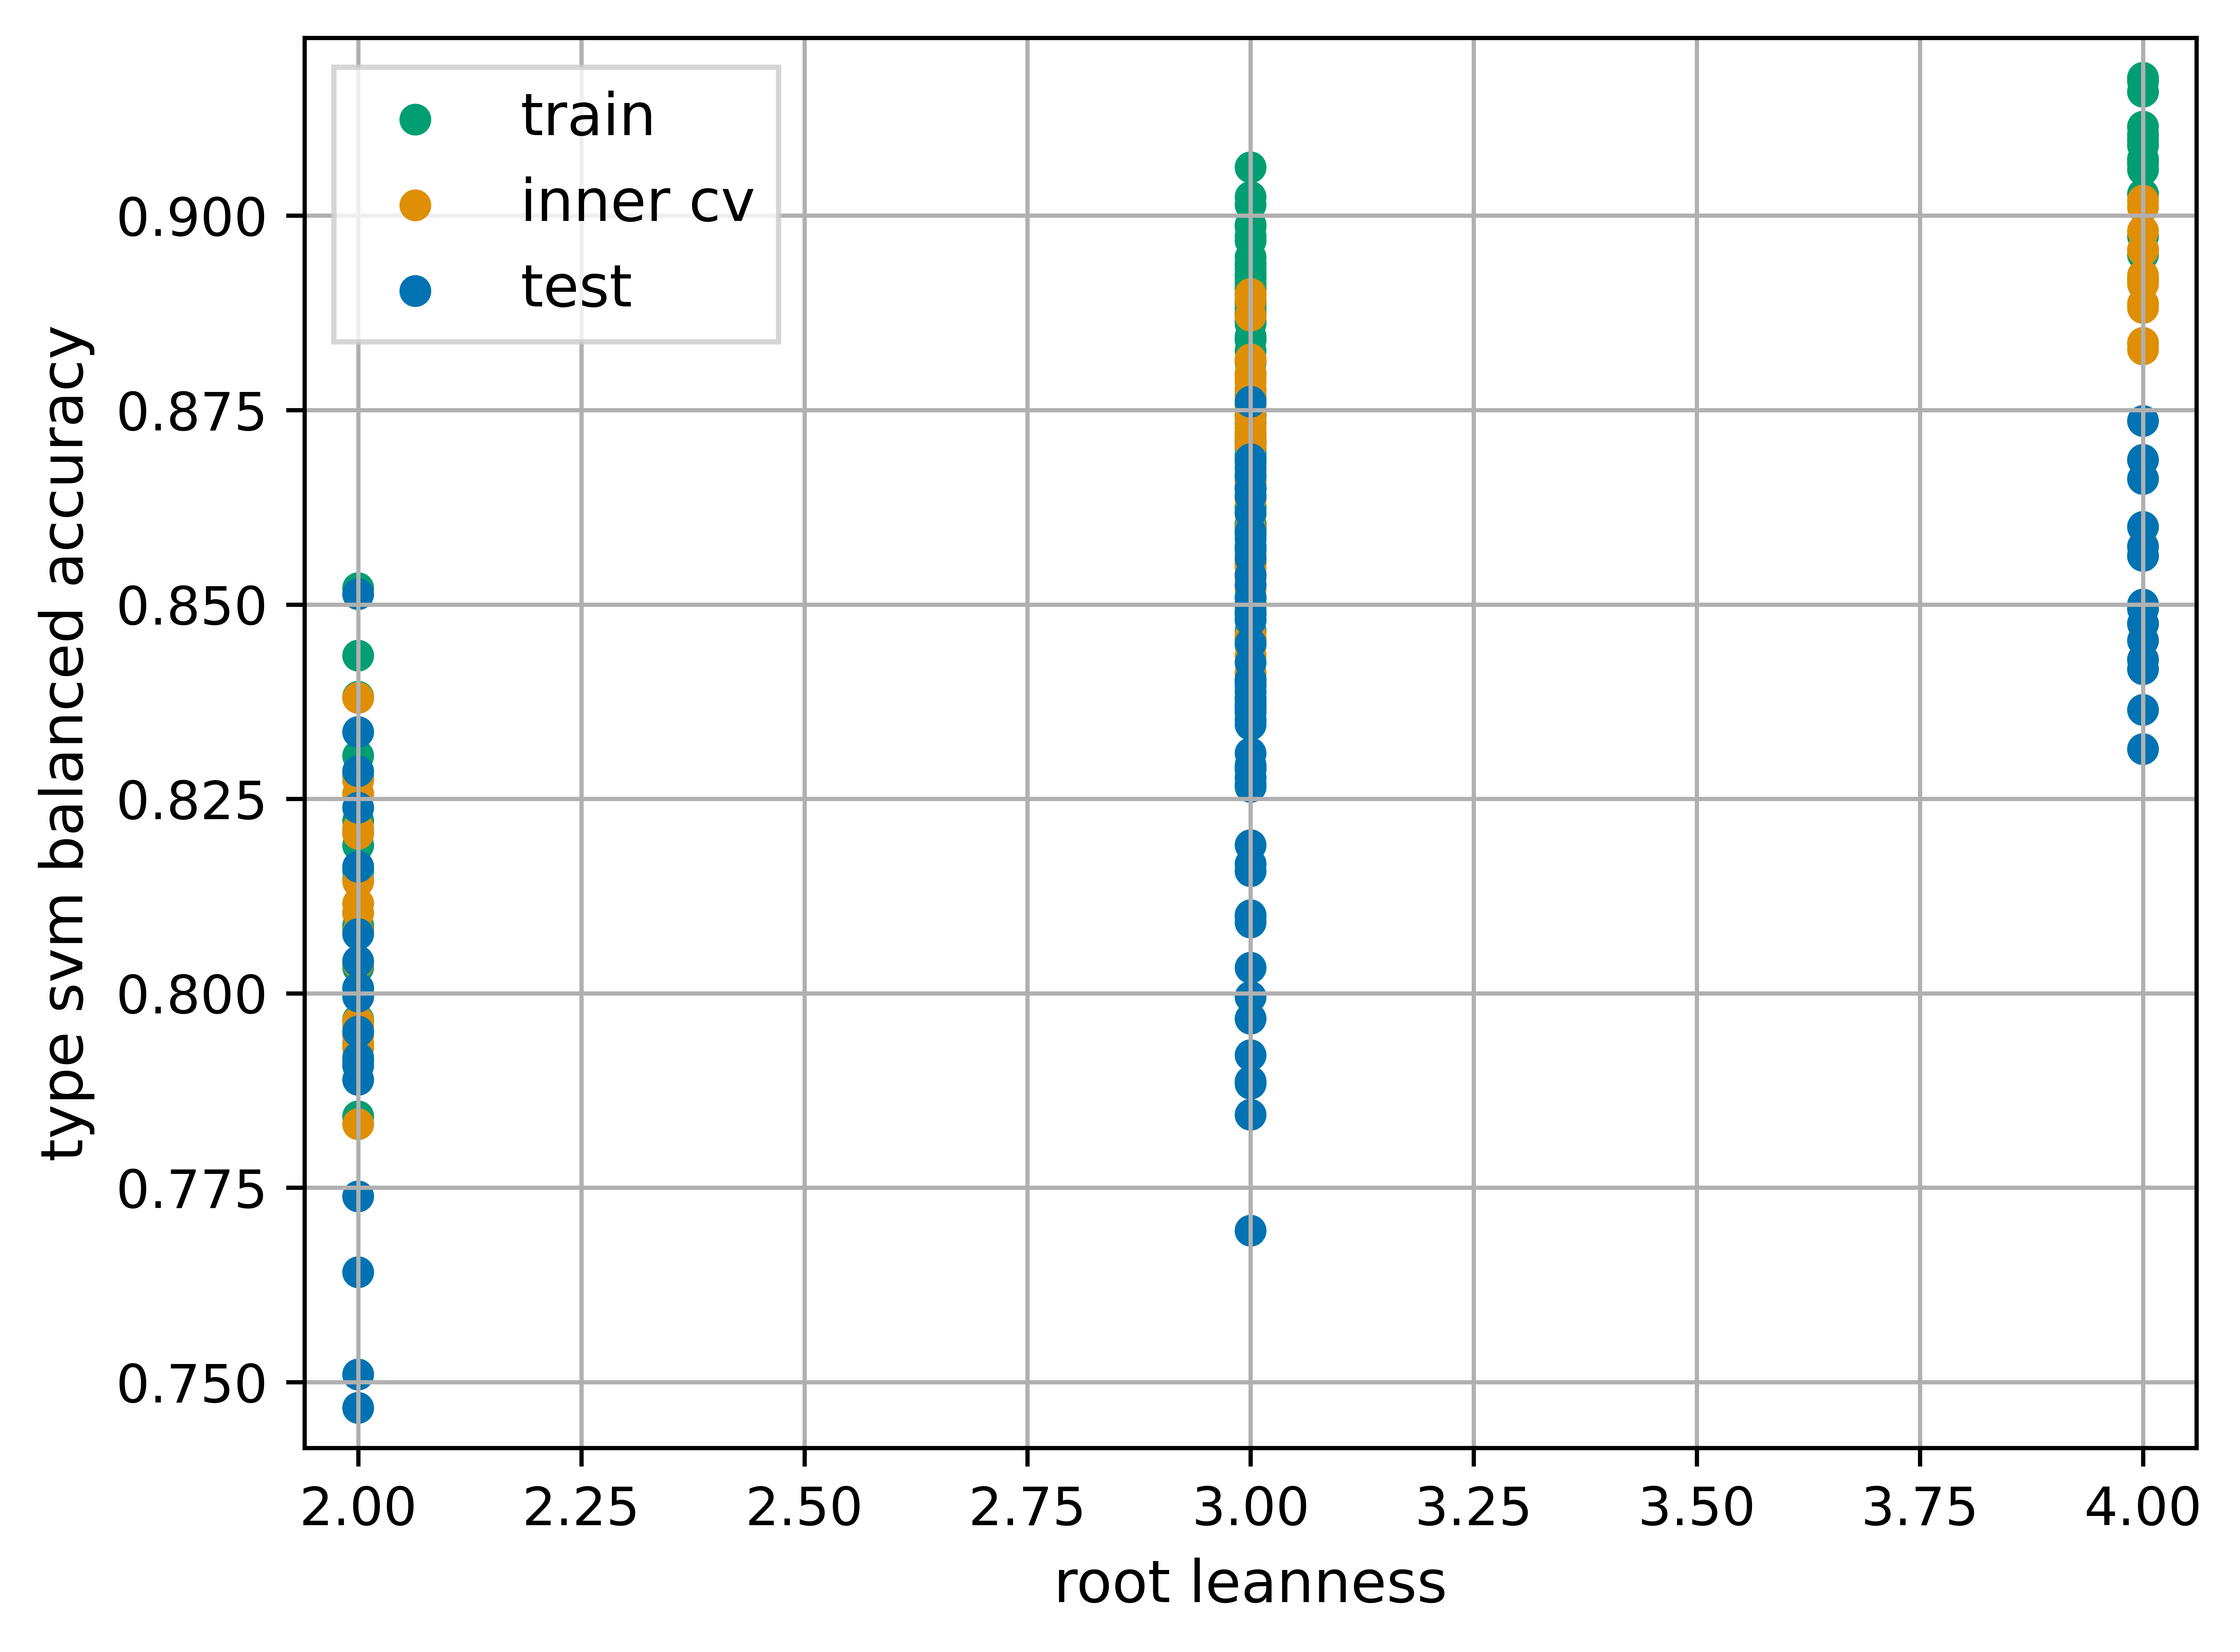 train
inner cv
test
type svm balanced accuracy
0.900
0.875
0.850
0.825
0.800
0.775
0.750
2.00 2.25 2.50 2.75 3.00 3.25 3.50 3.75 4.00
root leanness